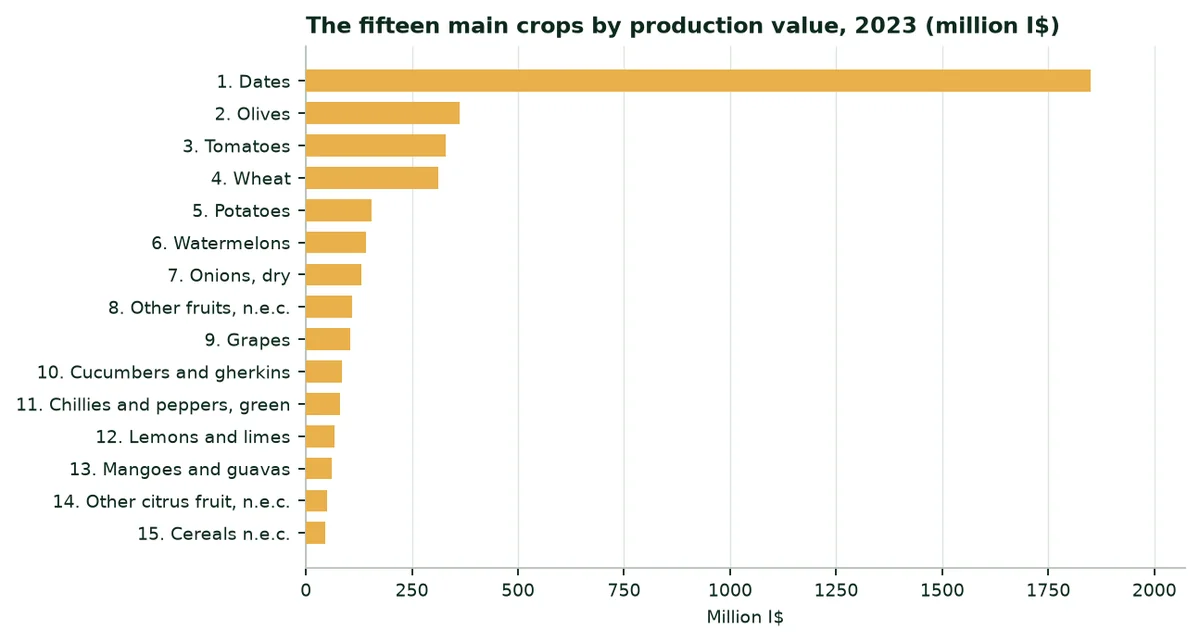 The fifteen main crops by production value, 2023 (million I$)
1. Dates
2. Olives
3. Tomatoes
4. Wheat
5. Potatoes
6. Watermelons
7. Onions, dry
8. Other fruits, n.e.c.
9. Grapes
10. Cucumbers and gherkins
11. Chillies and peppers, green
12. Lemons and limes
13. Mangoes and guavas
14. Other citrus fruit, n.e.c.
15. Cereals n.e.c.
0 250 500 750 1000 1250 1500 1750 2000
Million I$